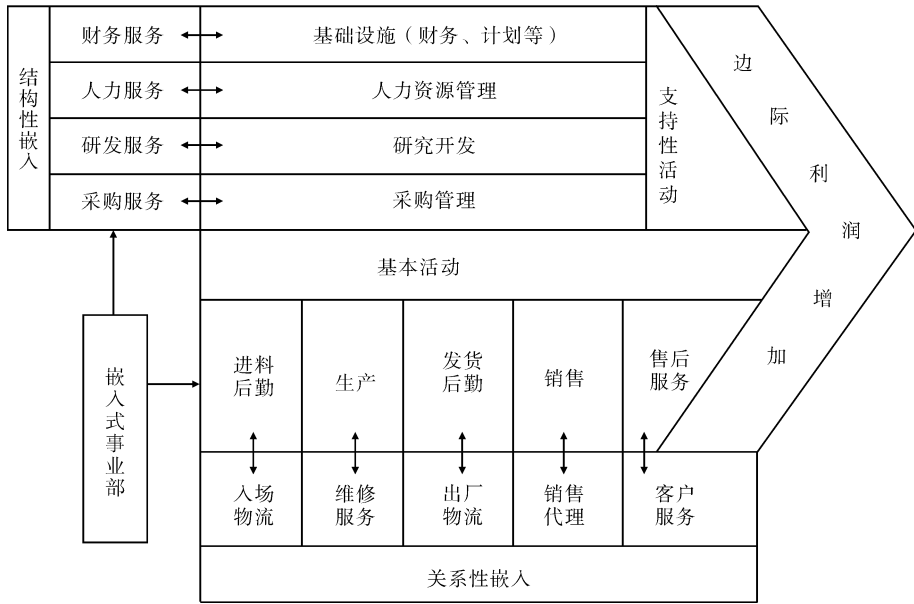 结构性嵌入
财务服务
基础设施（财务、计划等）
人力服务
人力资源管理
研发服务
研究开发
采购服务
采购管理
支持性活动
边际利润增加
基本活动
嵌入式事业部
进料
后勤
生产
发货
后勤
销售
售后
服务
入场
物流
维修
服务
出厂
物流
销售
代理
客户
服务
关系性嵌入